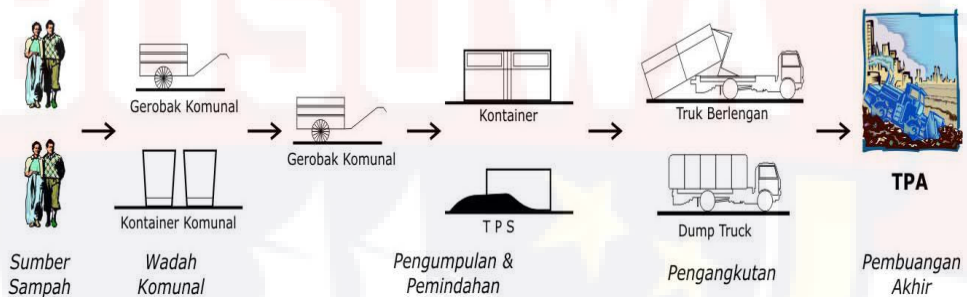 Gerobak Komunal
Kontainer Komunal
Gerobak Komunal
Kontainer
T P S
Truk Berlengan
Dump Truck
TPA
Sumber
Sampah
Wadah
Komunal
Pengumpulan &
Pemindahan
Pengangkutan
Pembuangan
Akhir